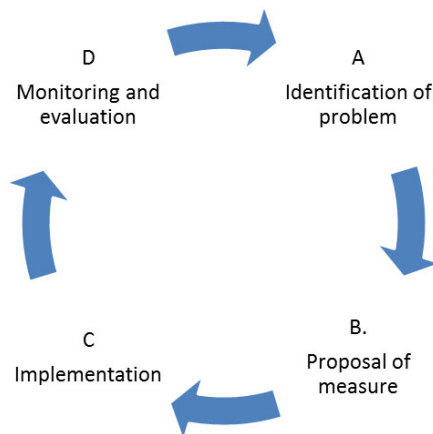 A
Identification of
problem
B.
Proposal of
measure
C
Implementation
D
Monitoring and
evaluation